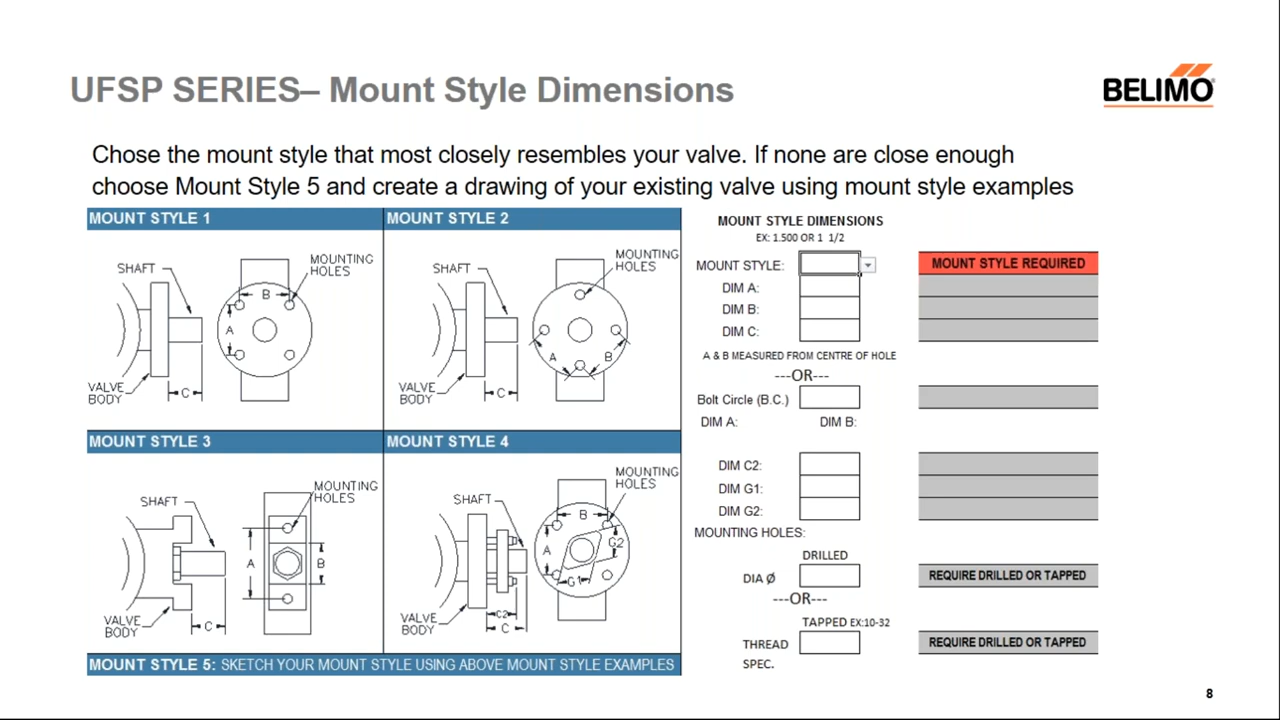 UFSP SERIES– Mount Style Dimensions
BELIMO
Chose the mount style that most closely resembles your valve. If none are close enough
choose Mount Style 5 and create a drawing of your existing valve using mount style examples
MOUNT STYLE 1
SHAFT
MOUNTING
HOLES
B
A
VALVE
BODY
C
MOUNT STYLE 2
SHAFT
MOUNTING
HOLES
A
B
VALVE
BODY
C
MOUNT STYLE 3
SHAFT
MOUNTING
HOLES
A
B
VALVE
BODY
C
MOUNT STYLE 4
SHAFT
MOUNTING
HOLES
B
A
G2
G1
VALVE
BODY
C2
C
MOUNT STYLE 5: SKETCH YOUR MOUNT STYLE USING ABOVE MOUNT STYLE EXAMPLES
MOUNT STYLE DIMENSIONS
EX: 1.500 OR 1 1/2
MOUNT STYLE:
MOUNT STYLE REQUIRED
DIM A:
DIM B:
DIM C:
A & B MEASURED FROM CENTRE OF HOLE
---OR---
Bolt Circle (B.C.)
DIM A: DIM B:
DIM C2:
DIM G1:
DIM G2:
MOUNTING HOLES:
DRILLED
DIA Ø
REQUIRE DRILLED OR TAPPED
---OR---
TAPPED EX:10-32
THREAD
SPEC.
REQUIRE DRILLED OR TAPPED
8